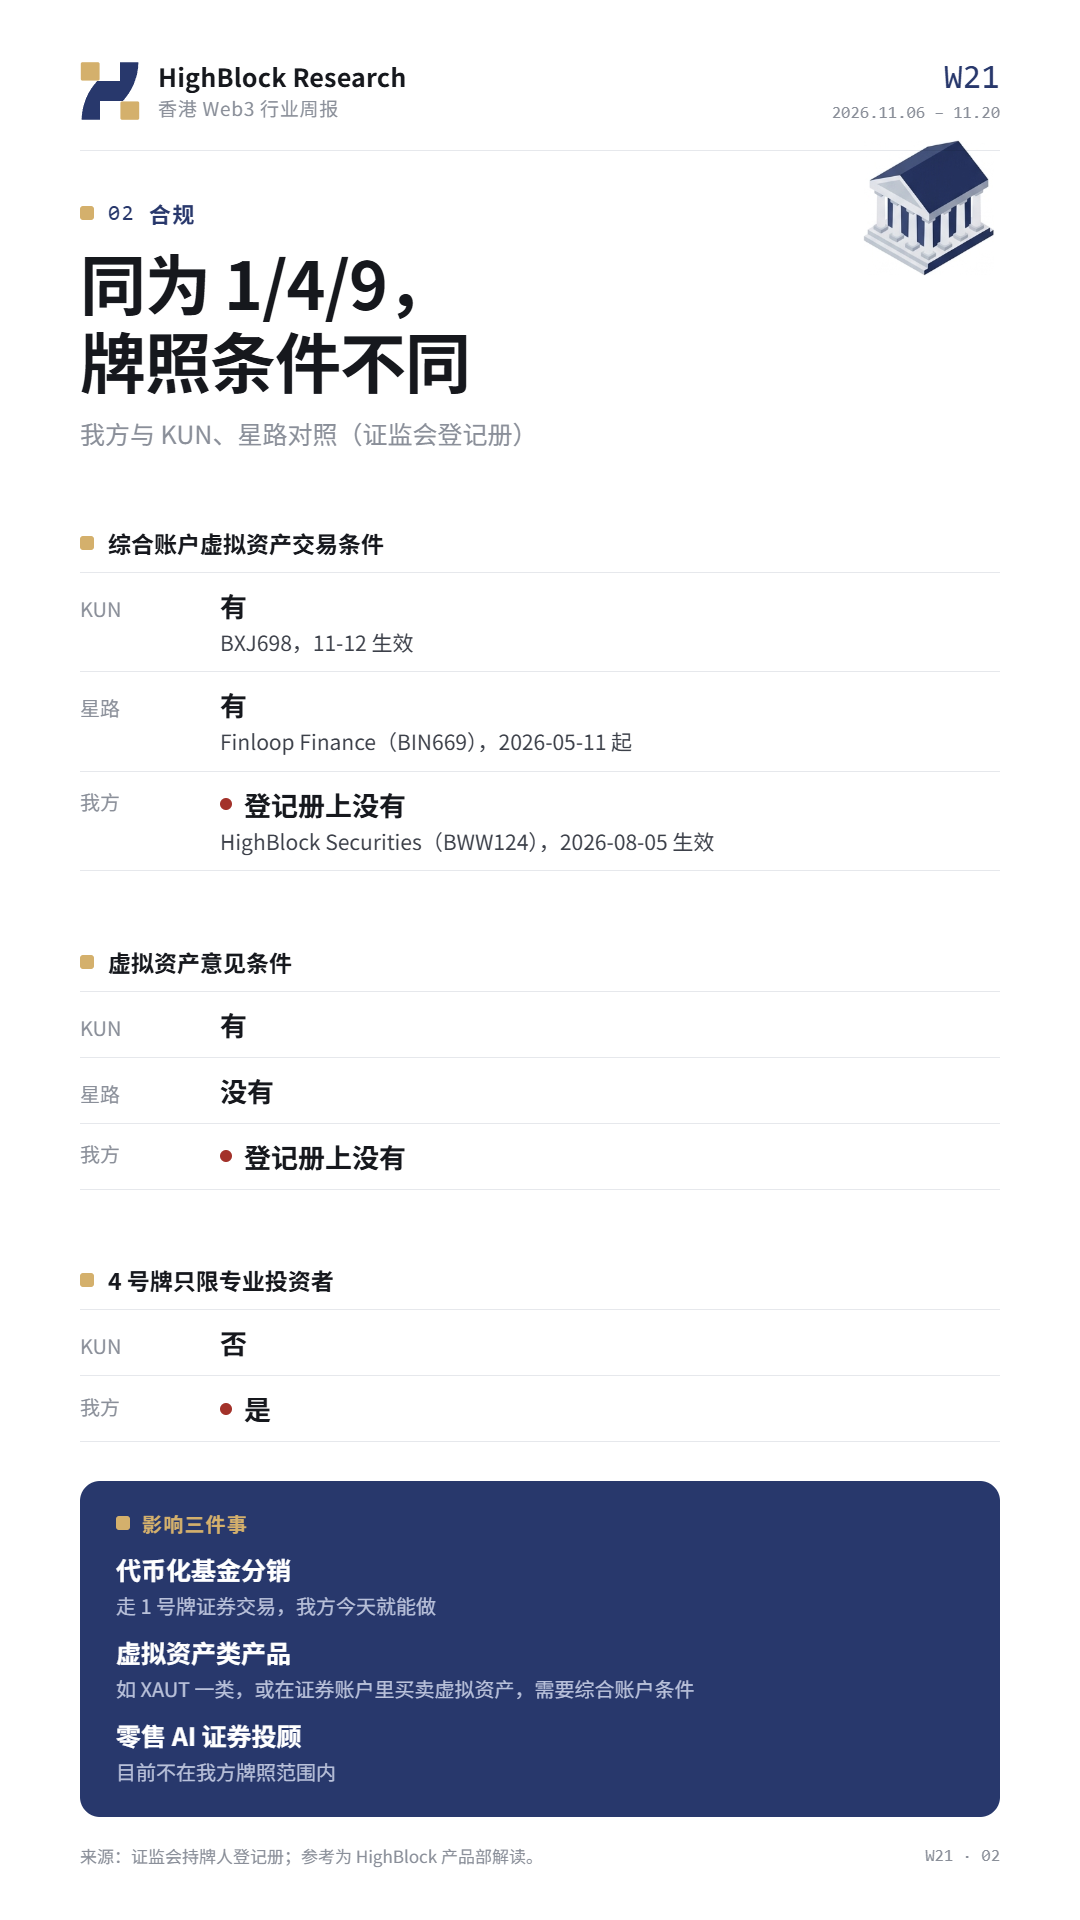 HighBlock Research
香港 Web3 行业周报
W21
2026.11.06 – 11.20
02 合规
同为 1/4/9，
牌照条件不同
我方与 KUN、星路对照（证监会登记册）
综合账户虚拟资产交易条件
KUN 有
BXJ698，11-12 生效
星路 有
Finloop Finance（BIN669），2026-05-11 起
我方 登记册上没有
HighBlock Securities（BWW124），2026-08-05 生效
虚拟资产意见条件
KUN 有
星路 没有
我方 登记册上没有
4 号牌只限专业投资者
KUN 否
我方 是
影响三件事
代币化基金分销
走 1 号牌证券交易，我方今天就能做
虚拟资产类产品
如 XAUT 一类，或在证券账户里买卖虚拟资产，需要综合账户条件
零售 AI 证券投顾
目前不在我方牌照范围内
来源：证监会持牌人登记册；参考为 HighBlock 产品部解读。
W21 · 02